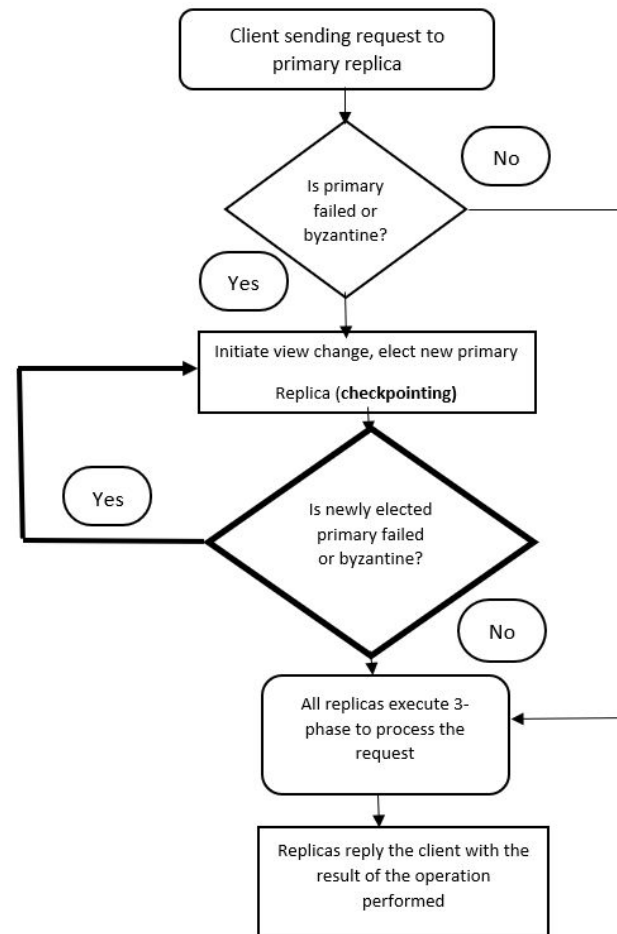 Client sending request to
primary replica
No
Is primary
failed or
byzantine?
Yes
Initiate view change, elect new primary
Replica (checkpointing)
Yes
Is newly elected
primary failed
or byzantine?
No
All replicas execute 3-
phase to process the
request
Replicas reply the client with the
result of the operation
performed